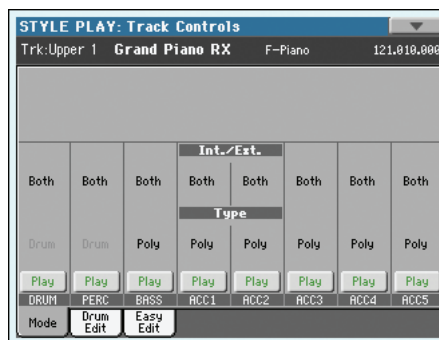 STYLE PLAY: Track Controls
Trk:Upper 1 Grand Piano RX F-Piano 121.010.000
Int./Ext.
Both Both Both Both Both Both Both Both
Type
Drum Drum Poly Poly Poly Poly Poly Poly
Play Play Play Play Play Play Play Play
DRUM PERC BASS ACC1 ACC2 ACC3 ACC4 ACC5
Mode Drum Edit Easy Edit